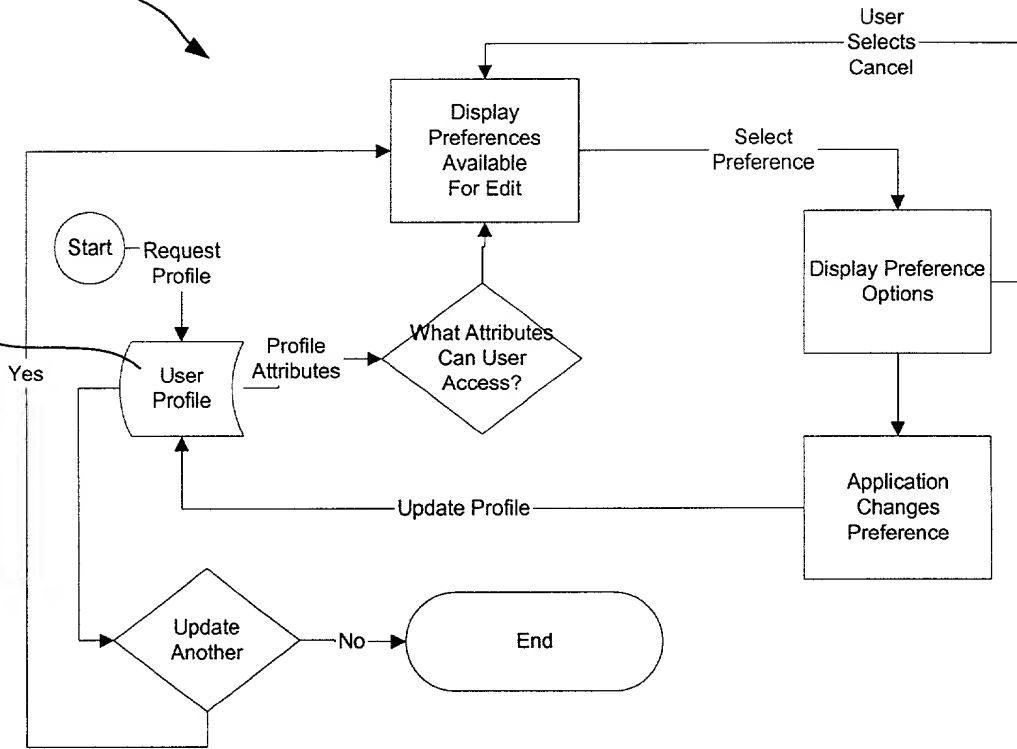 User
Selects
Cancel
Display
Preferences
Available
For Edit
Select
Preference
Start
Request
Profile
Display Preference
Options
What Attributes
Can User
Access?
Profile
Attributes
User
Profile
Yes
Application
Changes
Preference
Update Profile
Update
Another
No
End